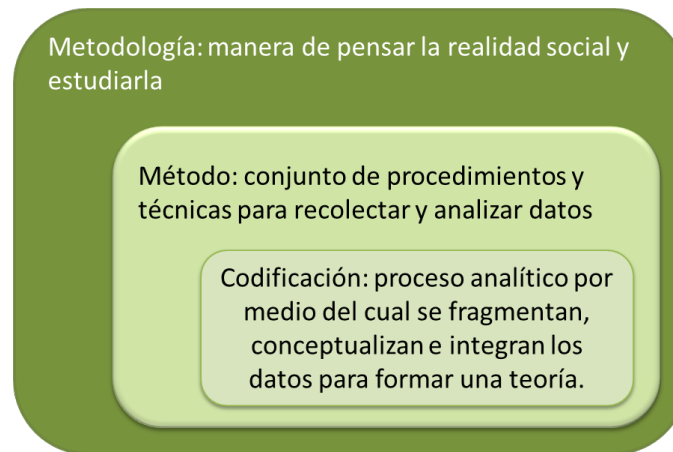 Metodología: manera de pensar la realidad social y
estudiarla
Método: conjunto de procedimientos y
técnicas para recolectar y analizar datos
Codificación: proceso analítico por
medio del cual se fragmentan,
conceptualizan e integran los
datos para formar una teoría.